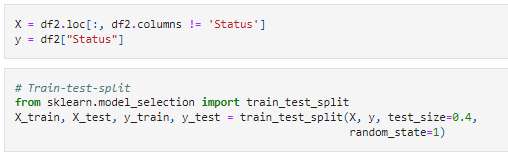 X = df2.loc[:, df2.columns != 'Status']
y = df2["Status"]
# Train-test-split
from sklearn.model_selection import train_test_split
X_train, X_test, y_train, y_test = train_test_split(X, y, test_size=0.4,
random_state=1)